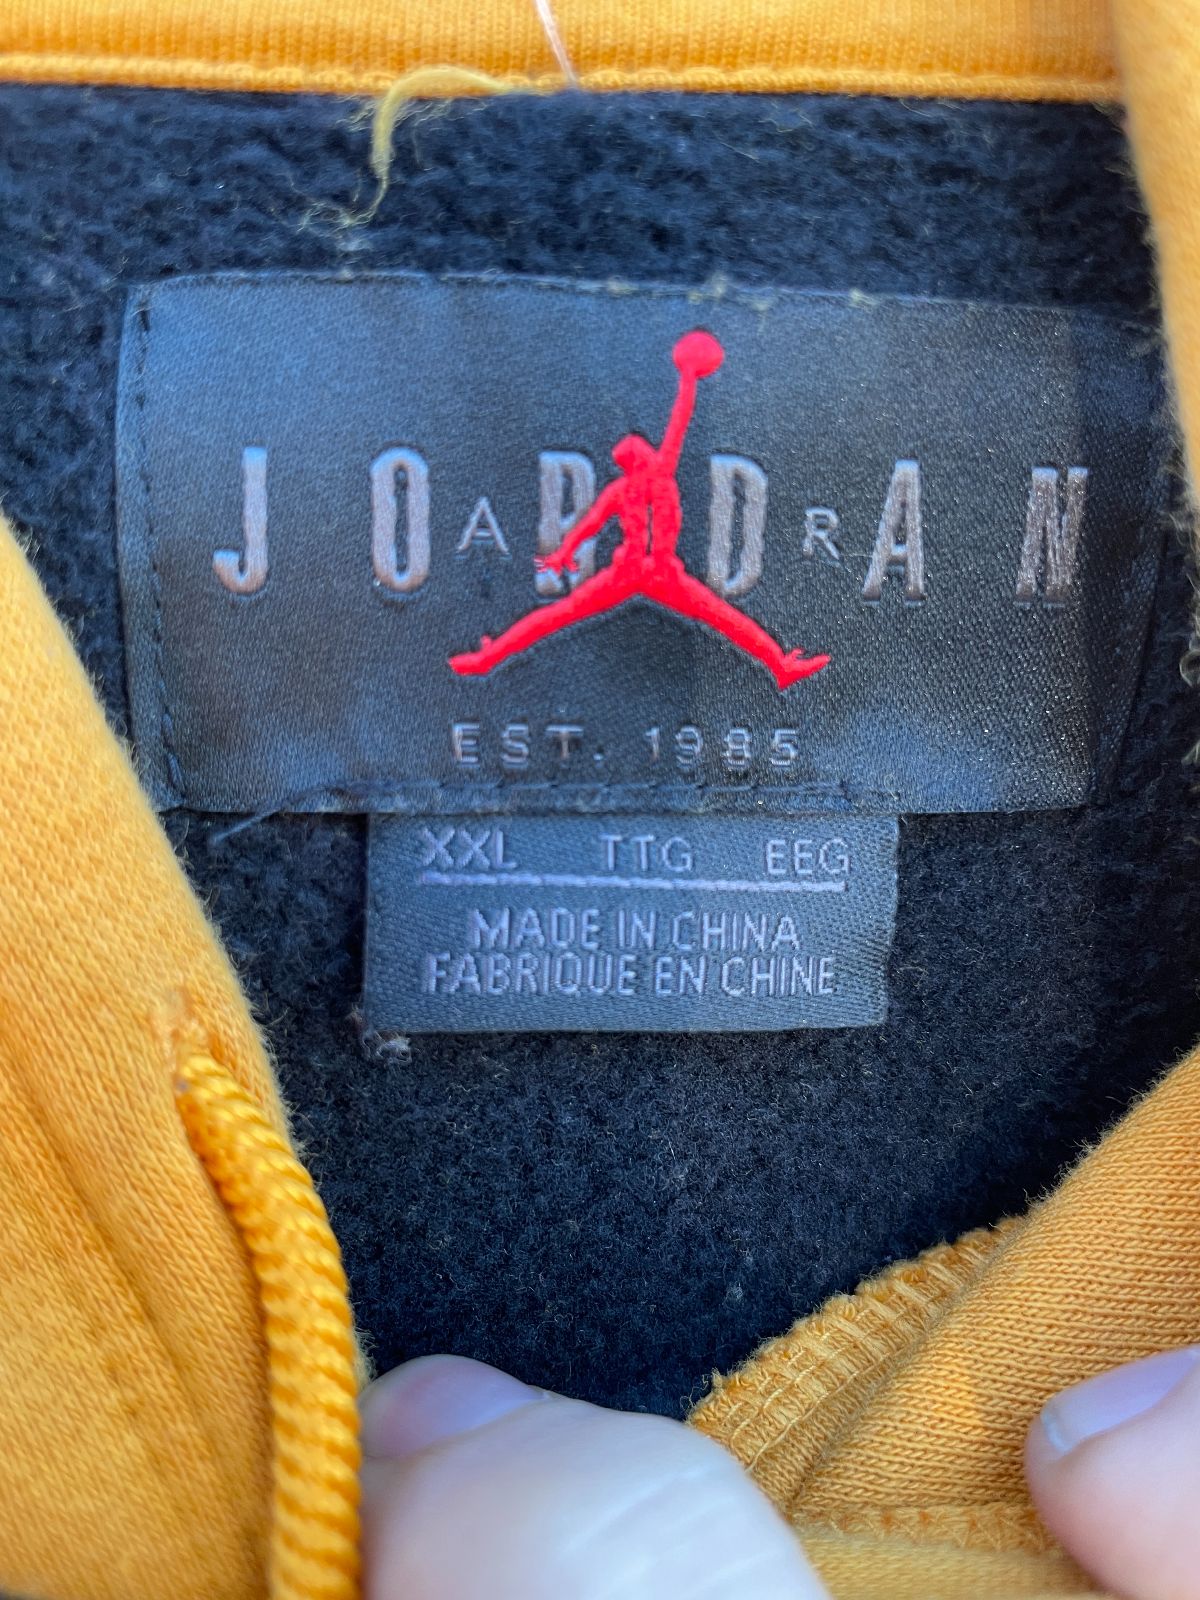 JORDAN
AIR
EST. 1985
XXL TTG EEG
MADE IN CHINA
FABRIQUE EN CHINE